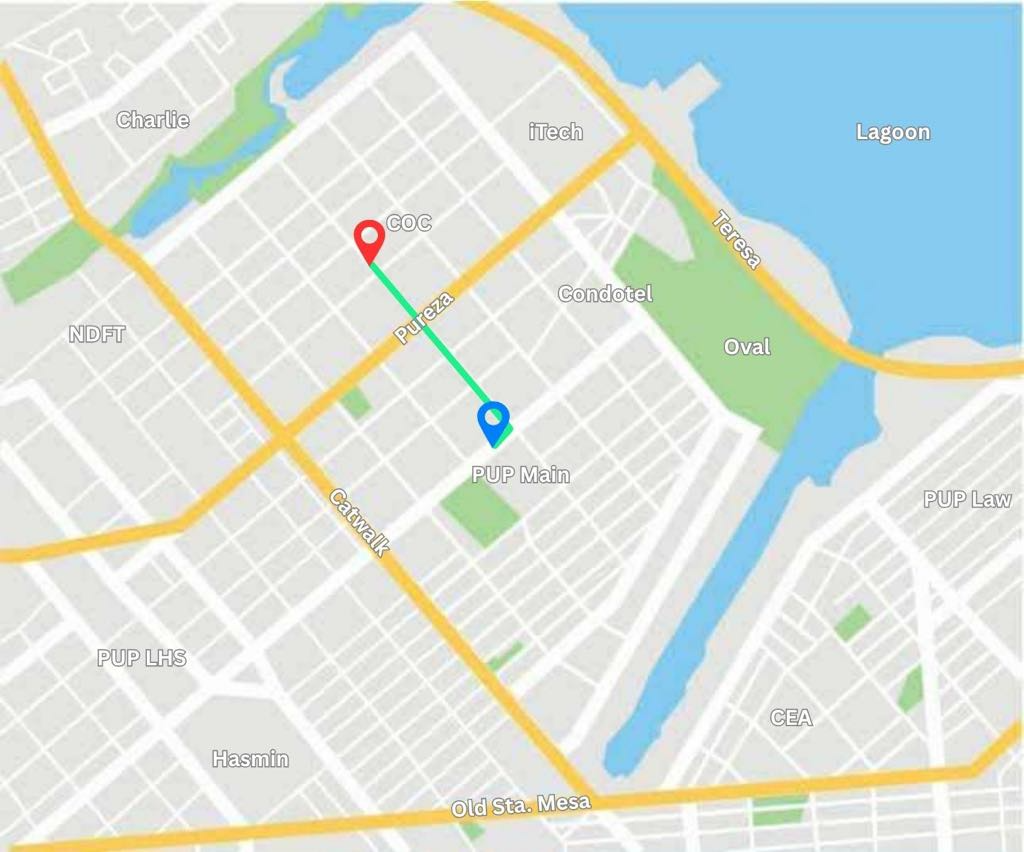 Charlie
iTech
Lagoon
COC
Teresa
Condotel
Pureza
NDFT
Oval
PUP Main
PUP Law
Catwalk
PUP LHS
CEA
Hasmin
Old Sta. Mesa